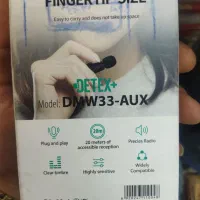 FINGERTIP SIZE
Easy to carry and does not take up space
+DETEX+
Model: DMW33-AUX
Plug and play
20m
20 meters of accessible reception
Precise Radio
Clear timbre
Highly sensitive
Widely Compatible